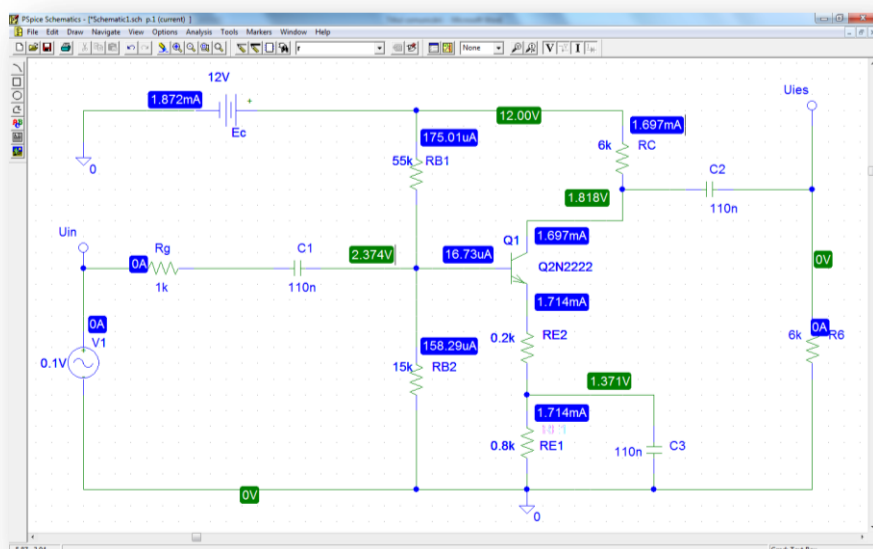 PSpice Schematics - [*Schematic1.sch p.1 (current) ]
File Edit Draw Navigate View Options Analysis Tools Markers Window Help
r
None
V
I
12V
1.872mA
+
Ec
12.00V
Uies
1.697mA
175.01uA
6k
RC
55k
RB1
0
C2
1.818V
110n
Uin
Rg
C1
2.374V
Q1
1.697mA
16.73uA
Q2N2222
0A
1k
110n
0V
1.714mA
0A
V1
0.2k
RE2
0A
6k
R6
0.1V
158.29uA
15k
RB2
1.371V
1.714mA
0.8k
RE1
110n
C3
0V
0